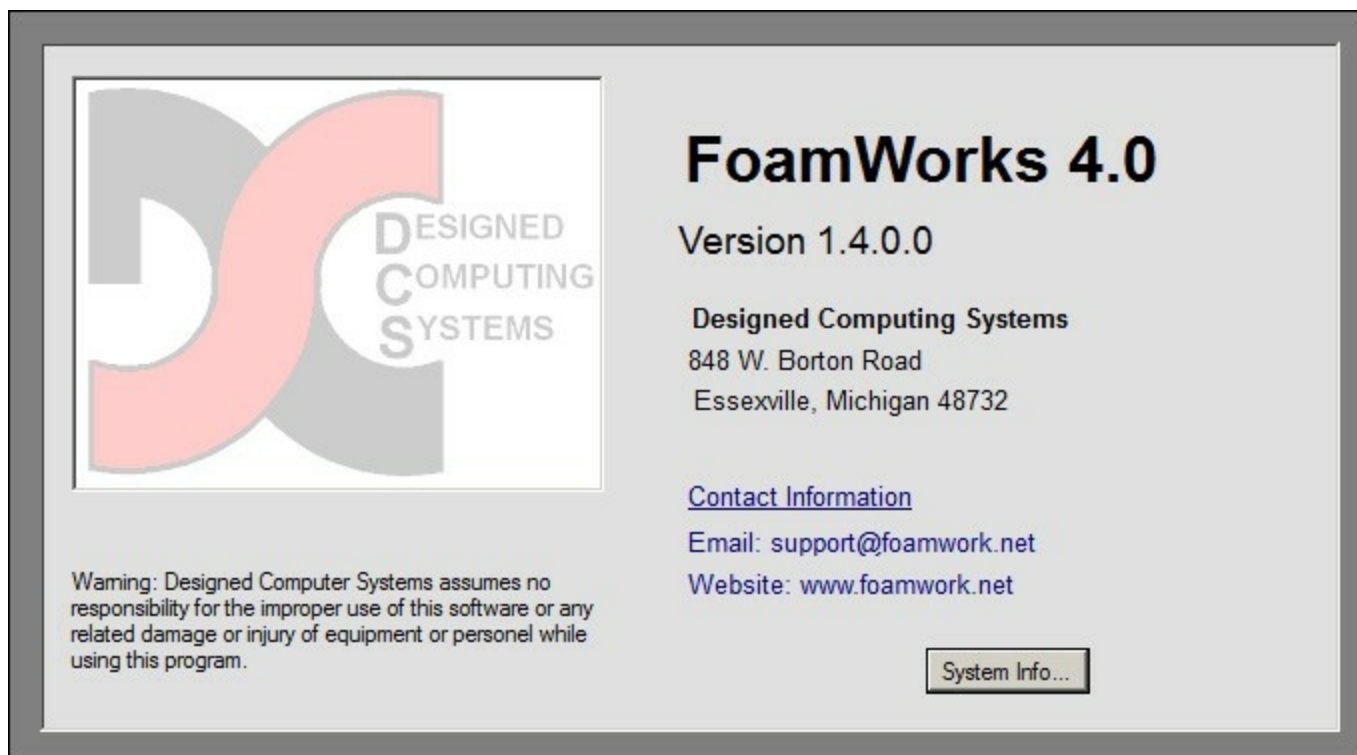 DESIGNED
COMPUTING
SYSTEMS
Warning: Designed Computer Systems assumes no
responsibility for the improper use of this software or any
related damage or injury of equipment or personel while
using this program.
FoamWorks 4.0
Version 1.4.0.0
Designed Computing Systems
848 W. Borton Road
Essexville, Michigan 48732
Contact Information
Email: support@foamwork.net
Website: www.foamwork.net
System Info...